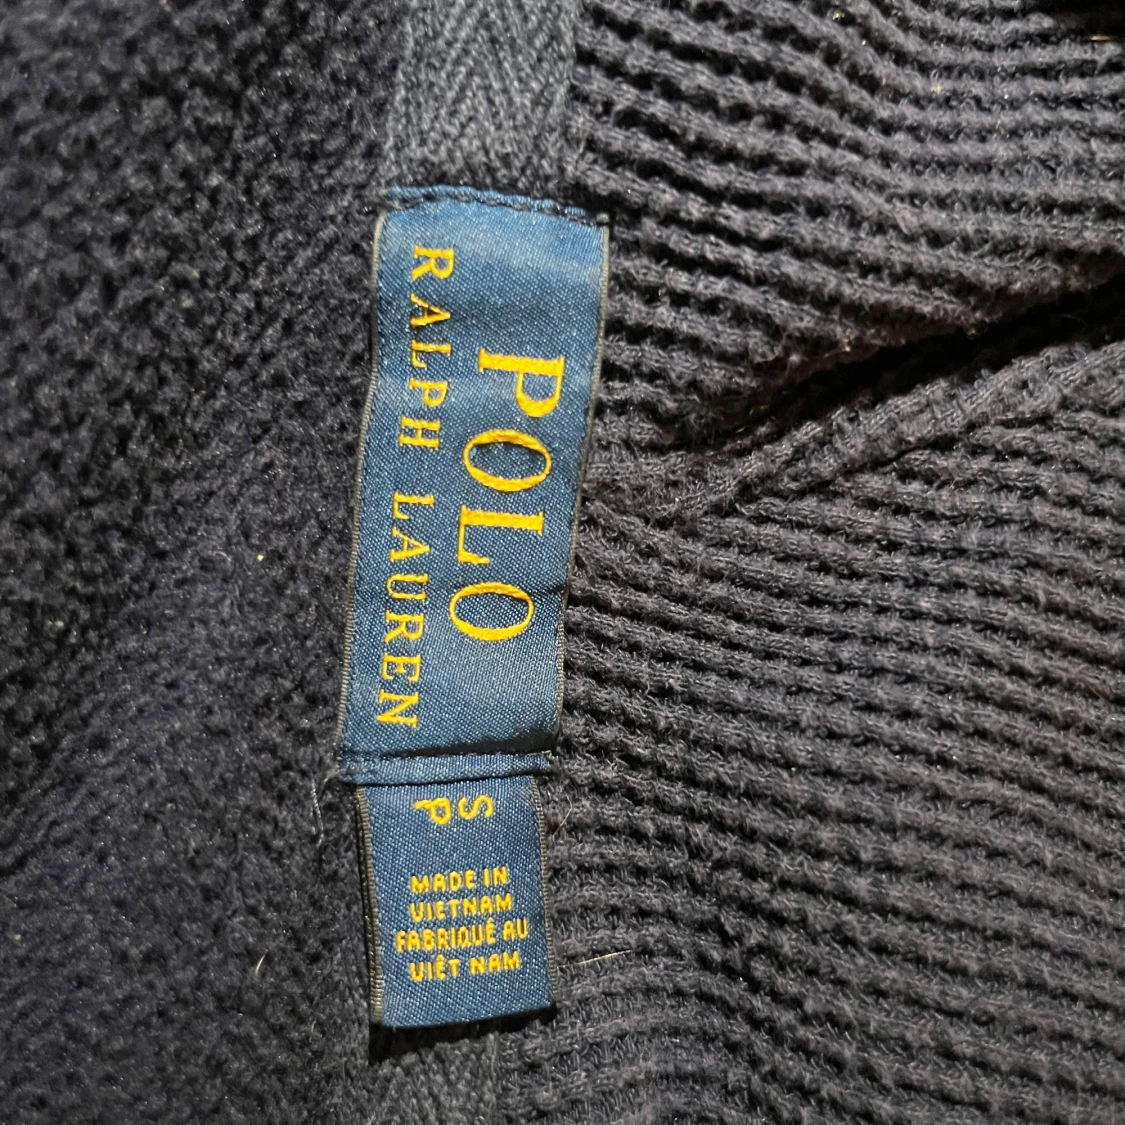 POLO
RALPH LAUREN
S
P
MADE IN
VIETNAM
FABRIQUÉ AU
VIÊT NAM